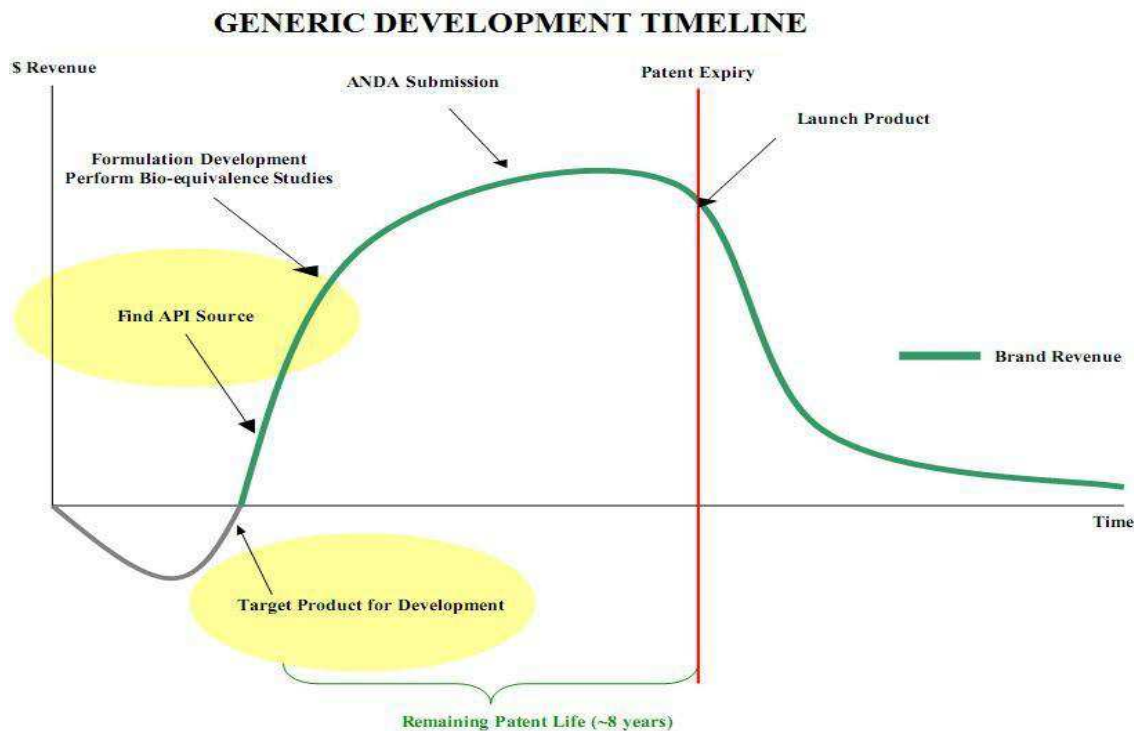 GENERIC DEVELOPMENT TIMELINE
$ Revenue
ANDA Submission
Patent Expiry
Launch Product
Formulation Development
Perform Bio-equivalence Studies
Find API Source
Brand Revenue
Time
Target Product for Development
Remaining Patent Life (~8 years)